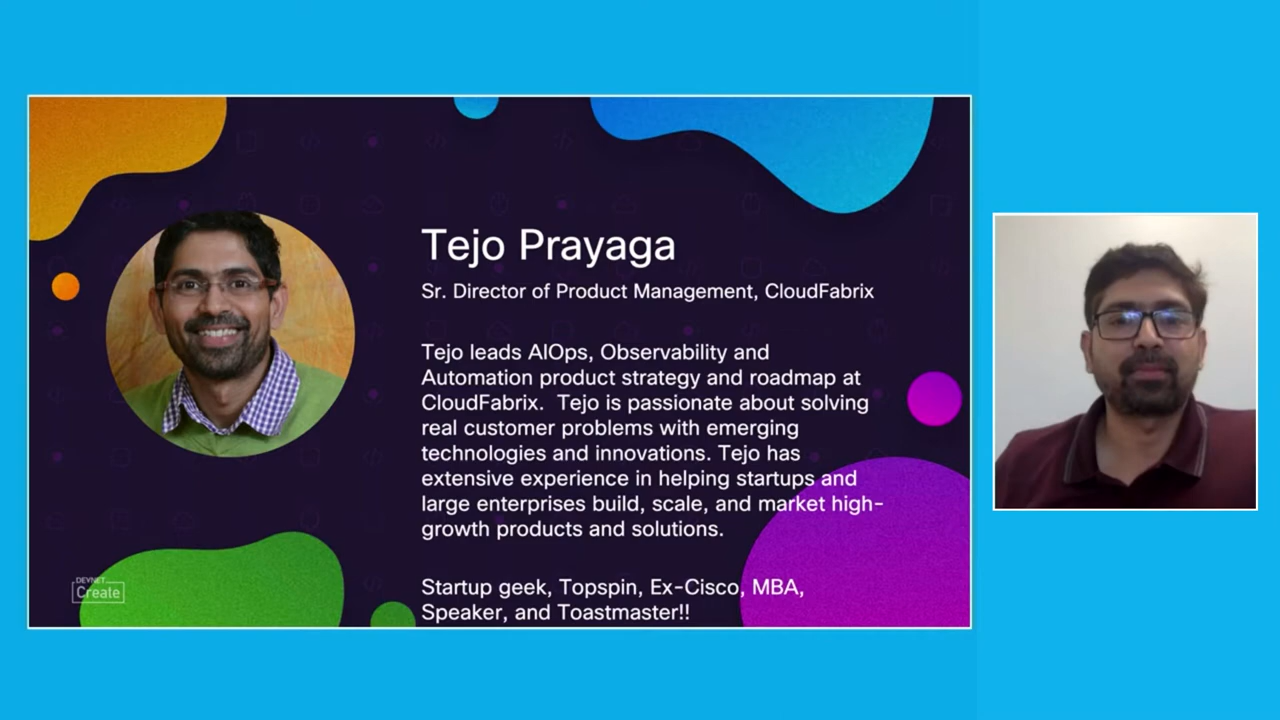 Tejo Prayaga
Sr. Director of Product Management, CloudFabrix
Tejo leads AIOps, Observability and
Automation product strategy and roadmap at
CloudFabrix.  Tejo is passionate about solving
real customer problems with emerging
technologies and innovations. Tejo has
extensive experience in helping startups and
large enterprises build, scale, and market high-
growth products and solutions.
Startup geek, Topspin, Ex-Cisco, MBA,
Speaker, and Toastmaster!!
DEVNET
Create